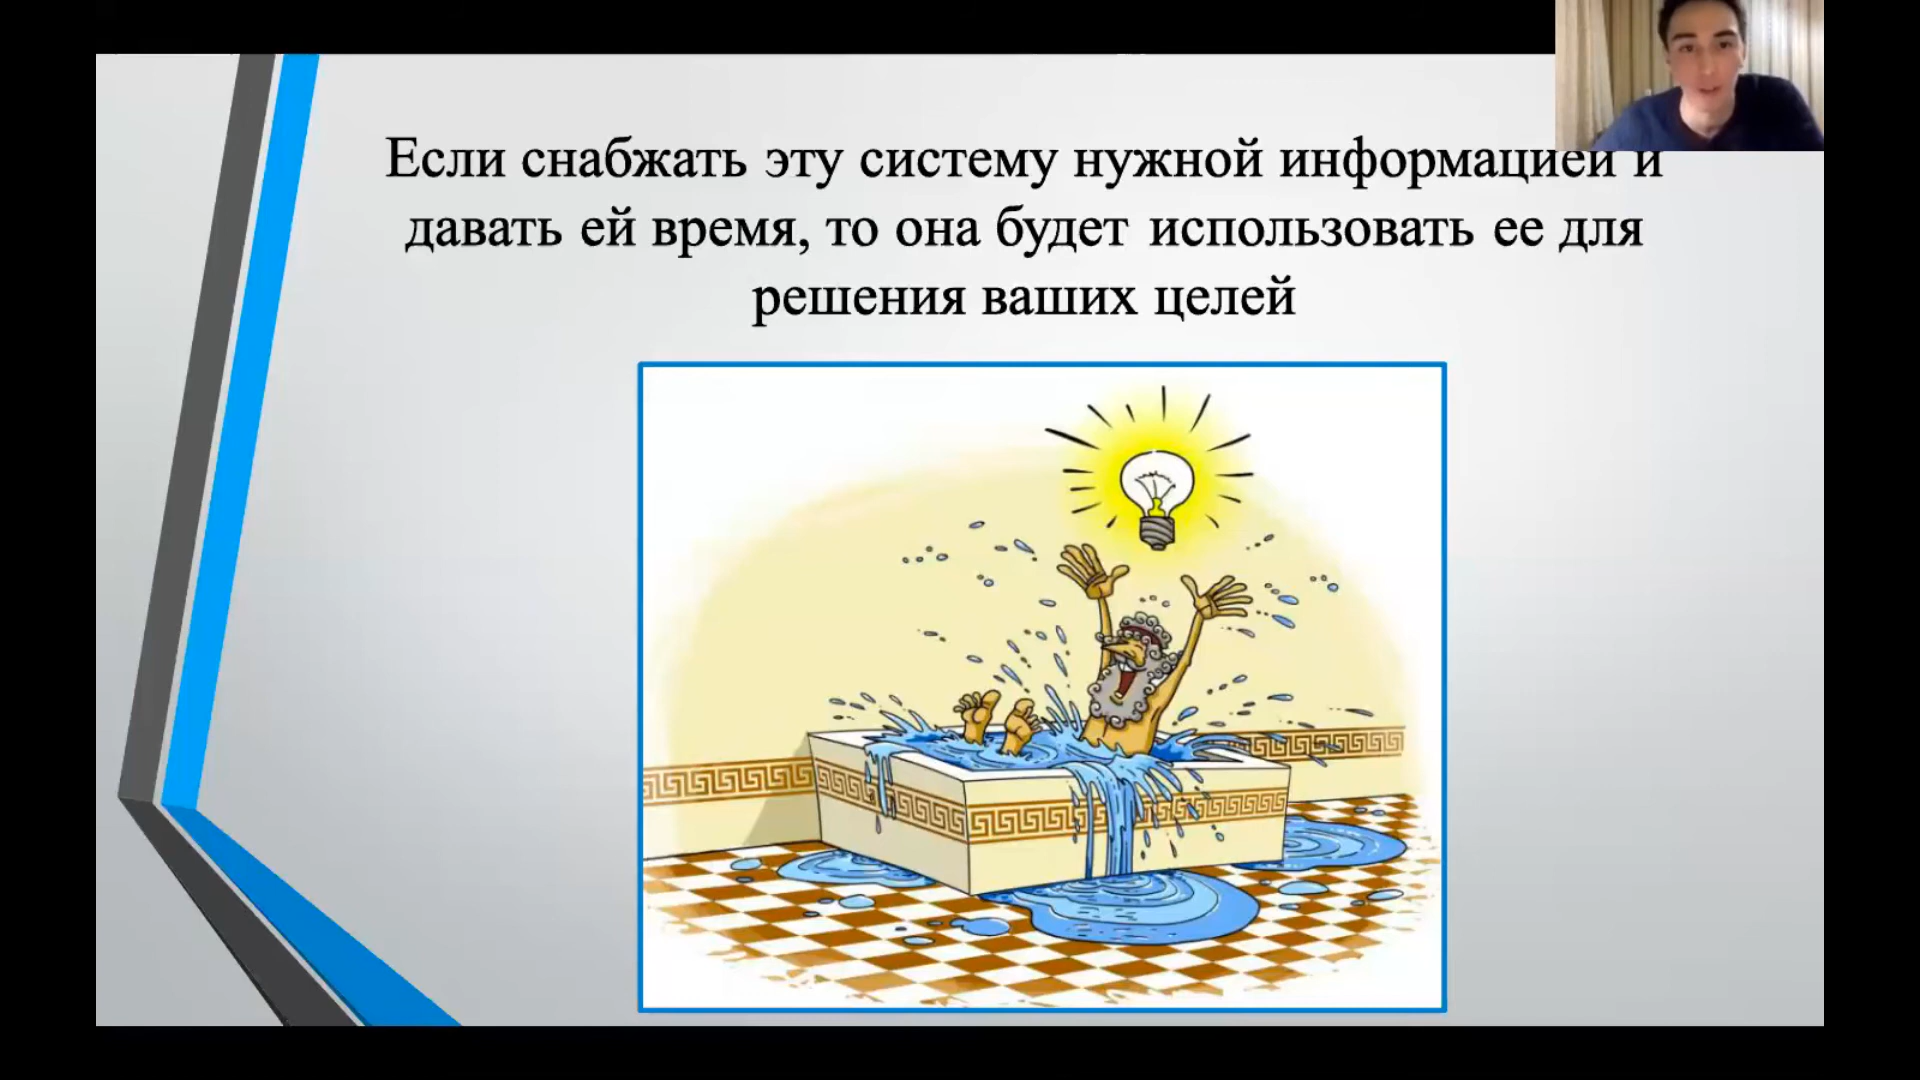 Если снабжать эту систему нужной информацией и
давать ей время, то она будет использовать ее для
решения ваших целей